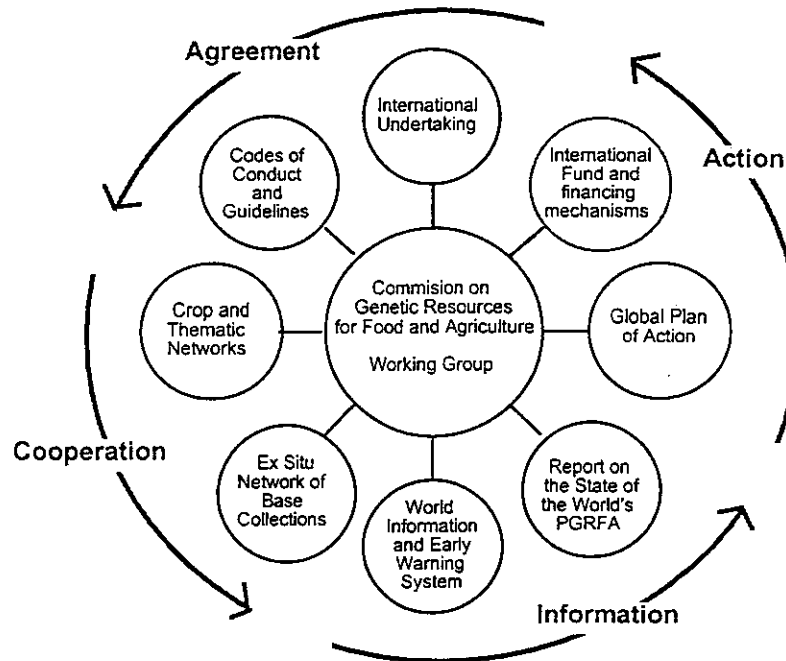 Agreement
International
Undertaking
Codes of
Conduct
and
Guidelines
International
Fund and
financing
mechanisms
Action
Commision on
Genetic Resources
for Food and Agriculture
Working Group
Crop and
Thematic
Networks
Global Plan
of Action
Cooperation
Ex Situ
Network of
Base
Collections
World
Information
and Early
Warning
System
Report on
the State of
the World's
PGRFA
Information